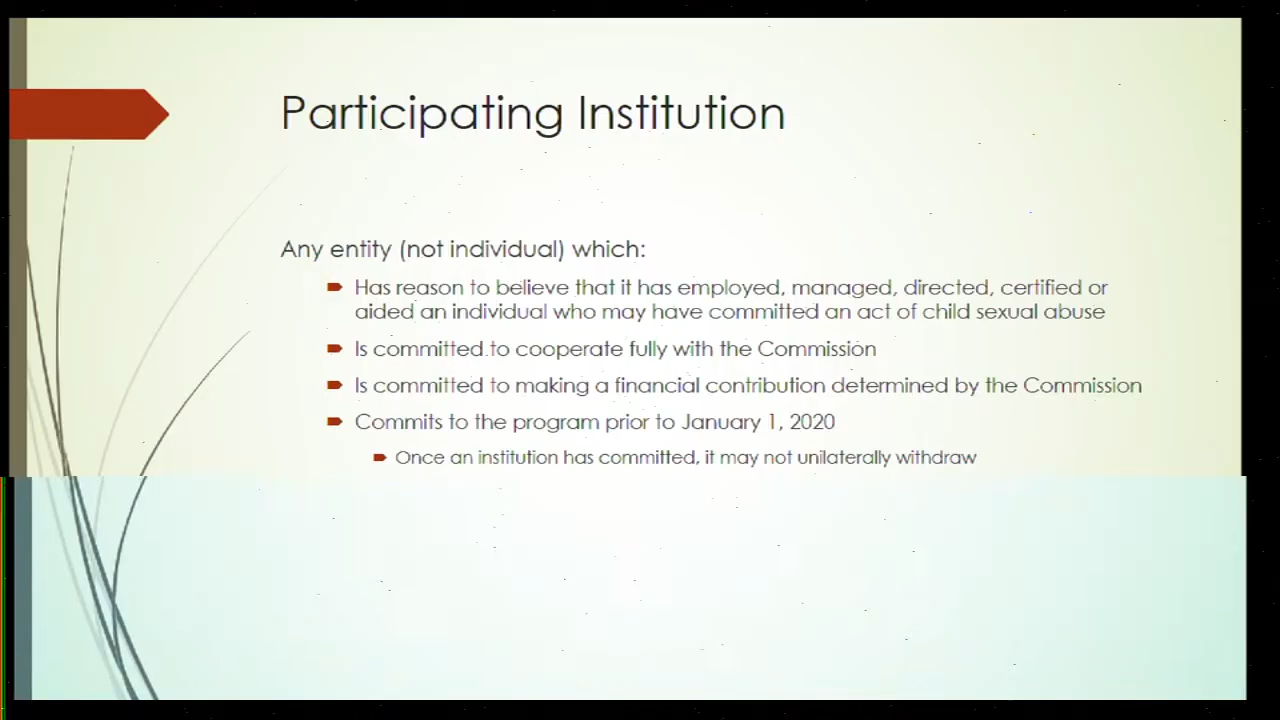 Participating Institution
Any entity (not individual) which:
Has reason to believe that it has employed, managed, directed, certified or
aided an individual who may have committed an act of child sexual abuse
Is committed to cooperate fully with the Commission
Is committed to making a financial contribution determined by the Commission
Commits to the program prior to January 1, 2020
Once an institution has committed, it may not unilaterally withdraw